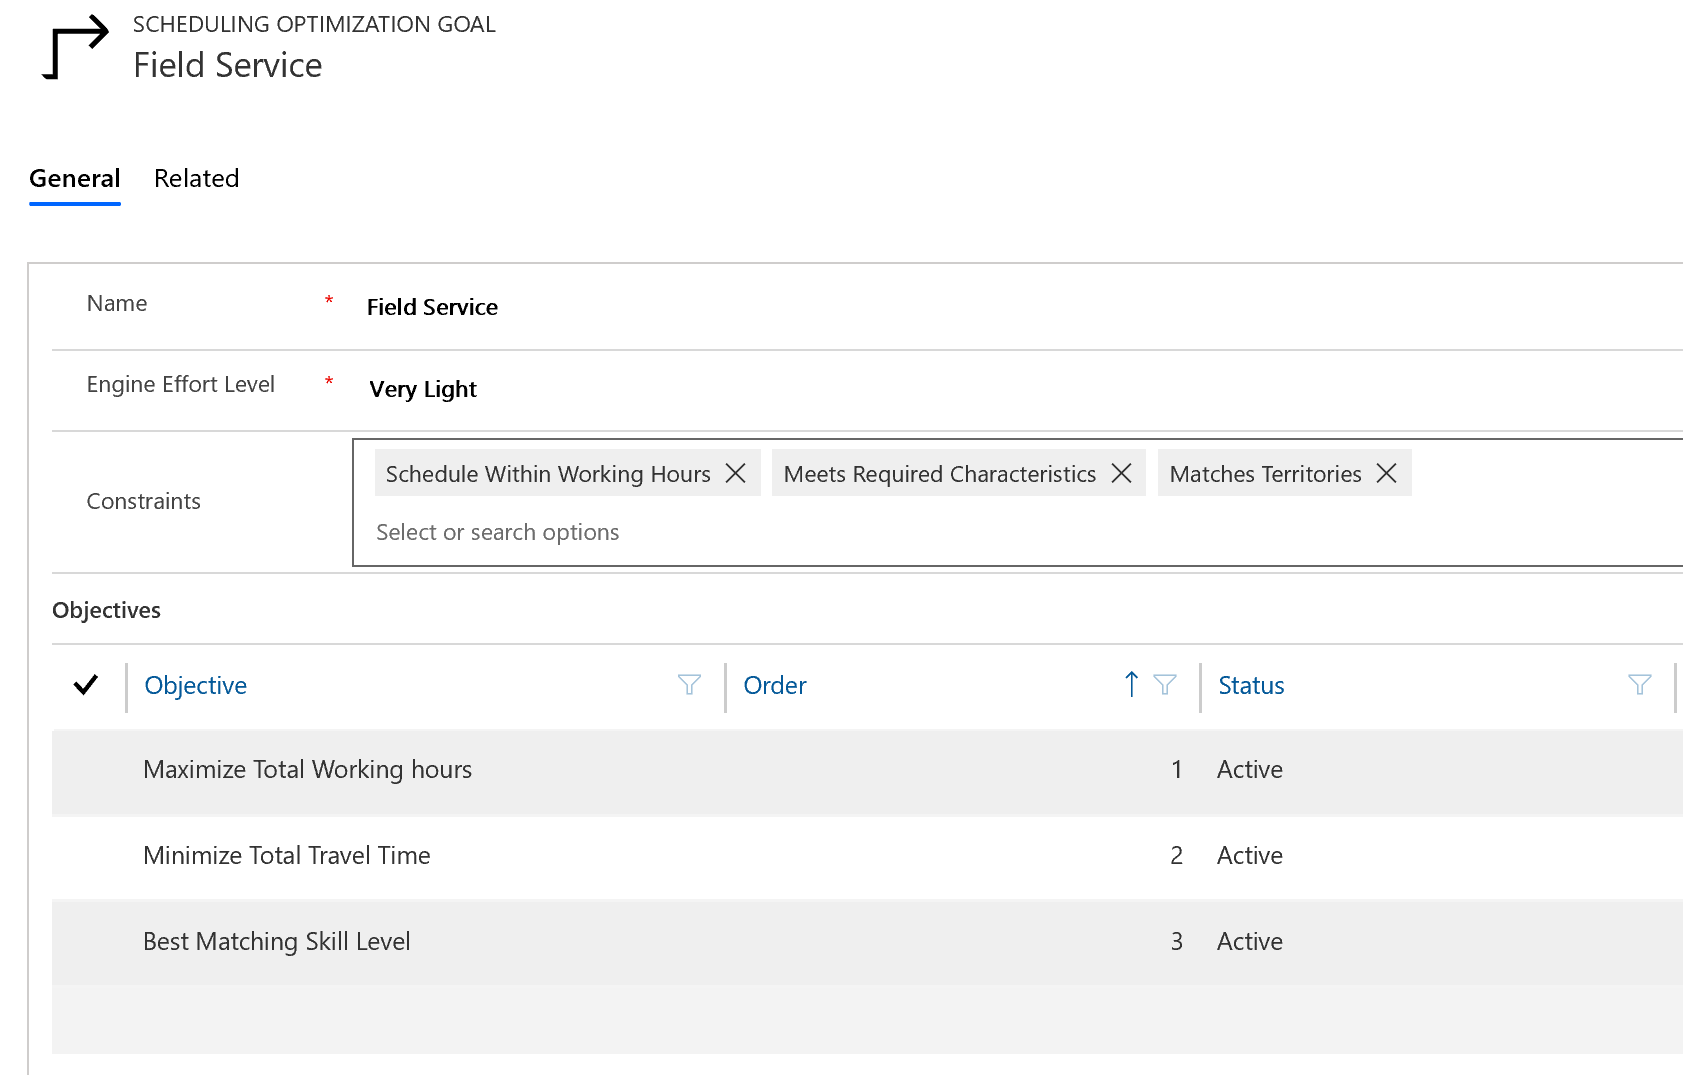 SCHEDULING OPTIMIZATION GOAL
Field Service
General Related
Name * Field Service
Engine Effort Level * Very Light
Constraints
Schedule Within Working Hours Meets Required Characteristics Matches Territories
Select or search options
Objectives
Objective Order Status
Maximize Total Working hours 1 Active
Minimize Total Travel Time 2 Active
Best Matching Skill Level 3 Active